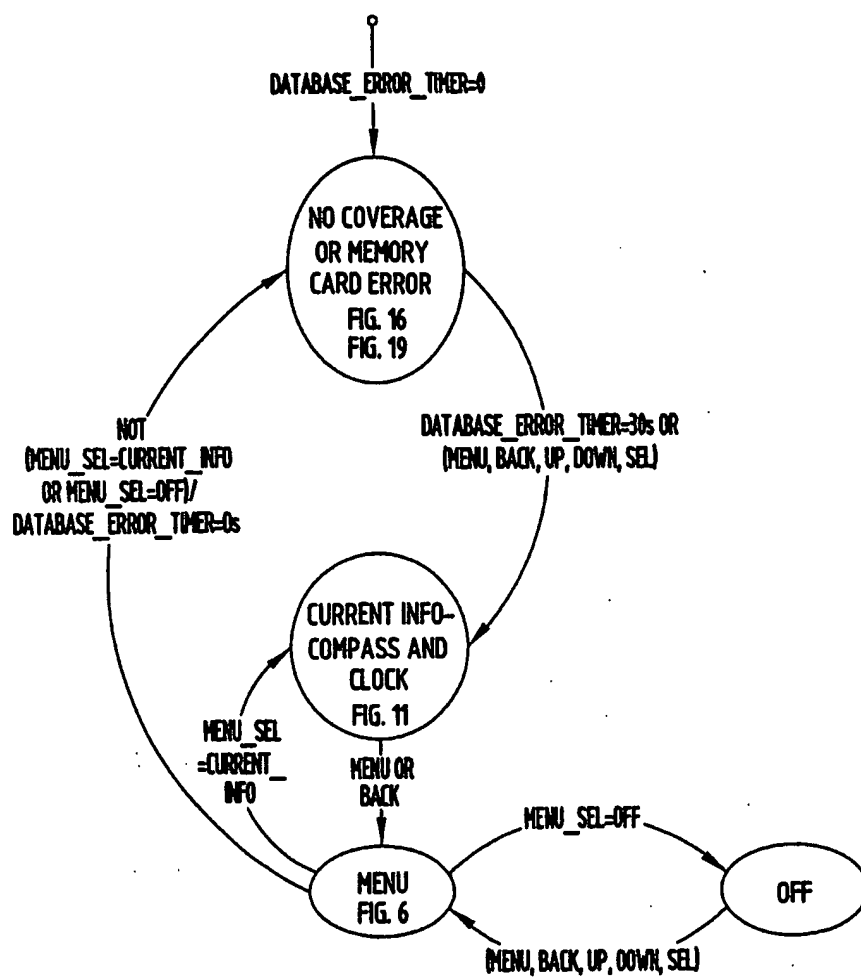 DATABASE_ERROR_TIMER=0
NO COVERAGE
OR MEMORY
CARD ERROR
FIG. 16
FIG. 19
NOT
(MENU_SEL=CURRENT_INFO
OR MENU_SEL=OFF)/
DATABASE_ERROR_TIMER=0s
DATABASE_ERROR_TIMER=30s OR
(MENU, BACK, UP, DOWN, SEL)
CURRENT INFO-
COMPASS AND
CLOCK
FIG. 11
MENU_SEL
=CURRENT_
INFO
MENU OR
BACK
MENU_SEL=OFF
MENU
FIG. 6
OFF
(MENU, BACK, UP, DOWN, SEL)